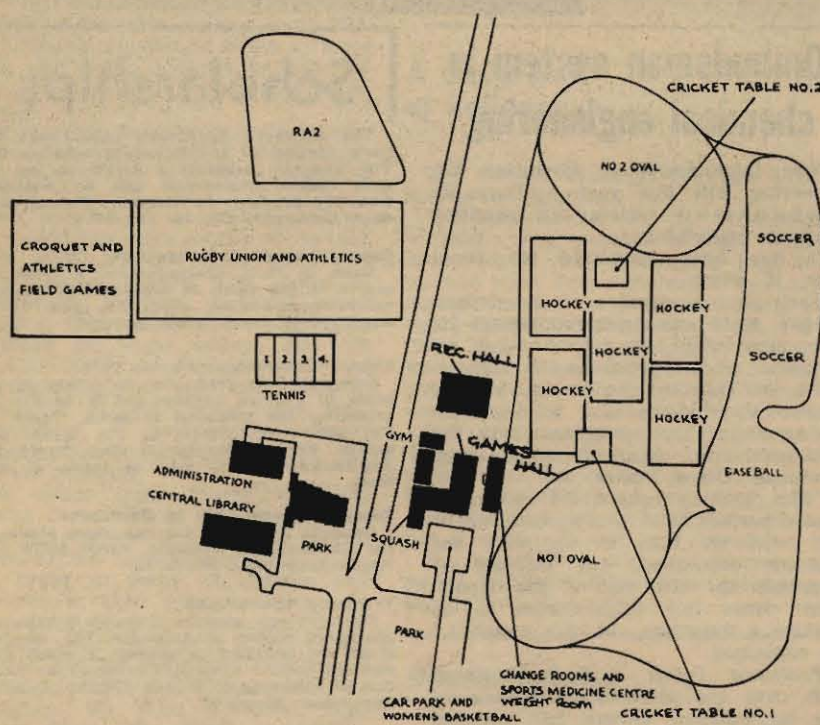 CRICKET TABLE NO.2
RA2
NO 2 OVAL
SOCCER
CROQUET AND
ATHLETICS
FIELD GAMES
RUGBY UNION AND ATHLETICS
HOCKEY
HOCKEY
HOCKEY
SOCCER
REC. HALL
1. 2. 3. 4.
TENNIS
HOCKEY
HOCKEY
GYM
GAMES
HALL
BASEBALL
ADMINISTRATION
CENTRAL LIBRARY
PARK
SQUASH
NO 1 OVAL
PARK
CHANGE ROOMS AND
SPORTS MEDICINE CENTRE
WEIGHT ROOM
CAR PARK AND
WOMENS BASKETBALL
CRICKET TABLE NO.1